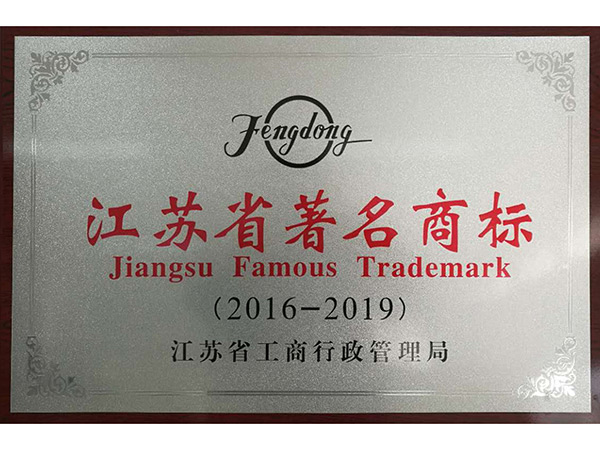 Fengdong
江苏省著名商标
Jiangsu Famous Trademark
(2016-2019)
江苏省工商行政管理局